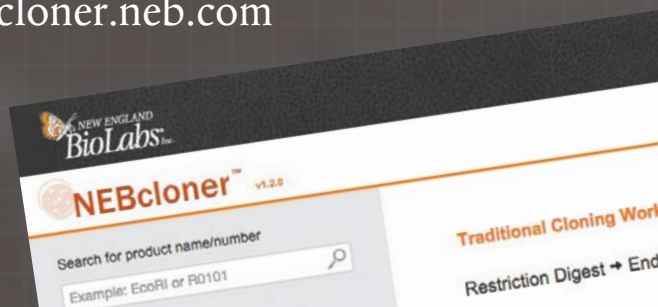 cloner.neb.com
NEW ENGLAND
BioLabs Inc.
NEBcloner™ v1.2.0
Search for product name/number
Example: EcoRI or R0101
Traditional Cloning Work
Restriction Digest → End